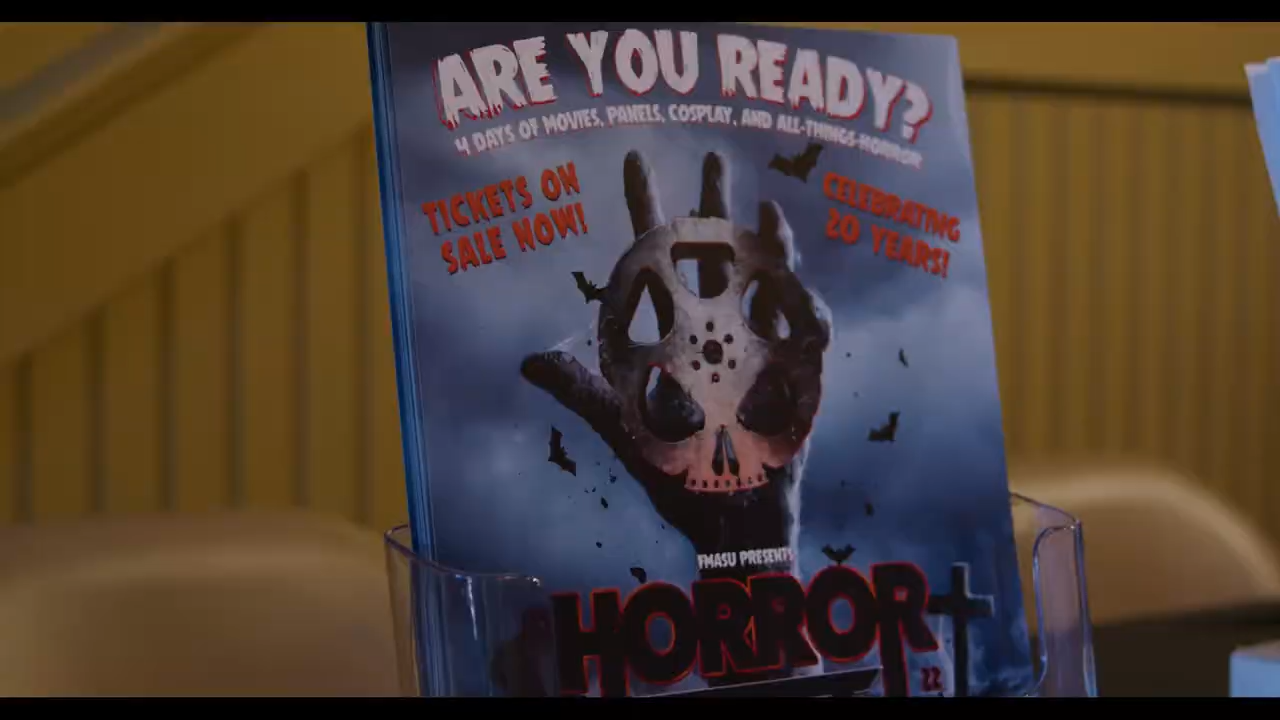 ARE YOU READY?
4 DAYS OF MOVIES, PANELS, COSPLAY, AND ALL-THINGS-HORROR
TICKETS ON
SALE NOW!
CELEBRATING
20 YEARS!
FMASU PRESENTS
HORROR
22